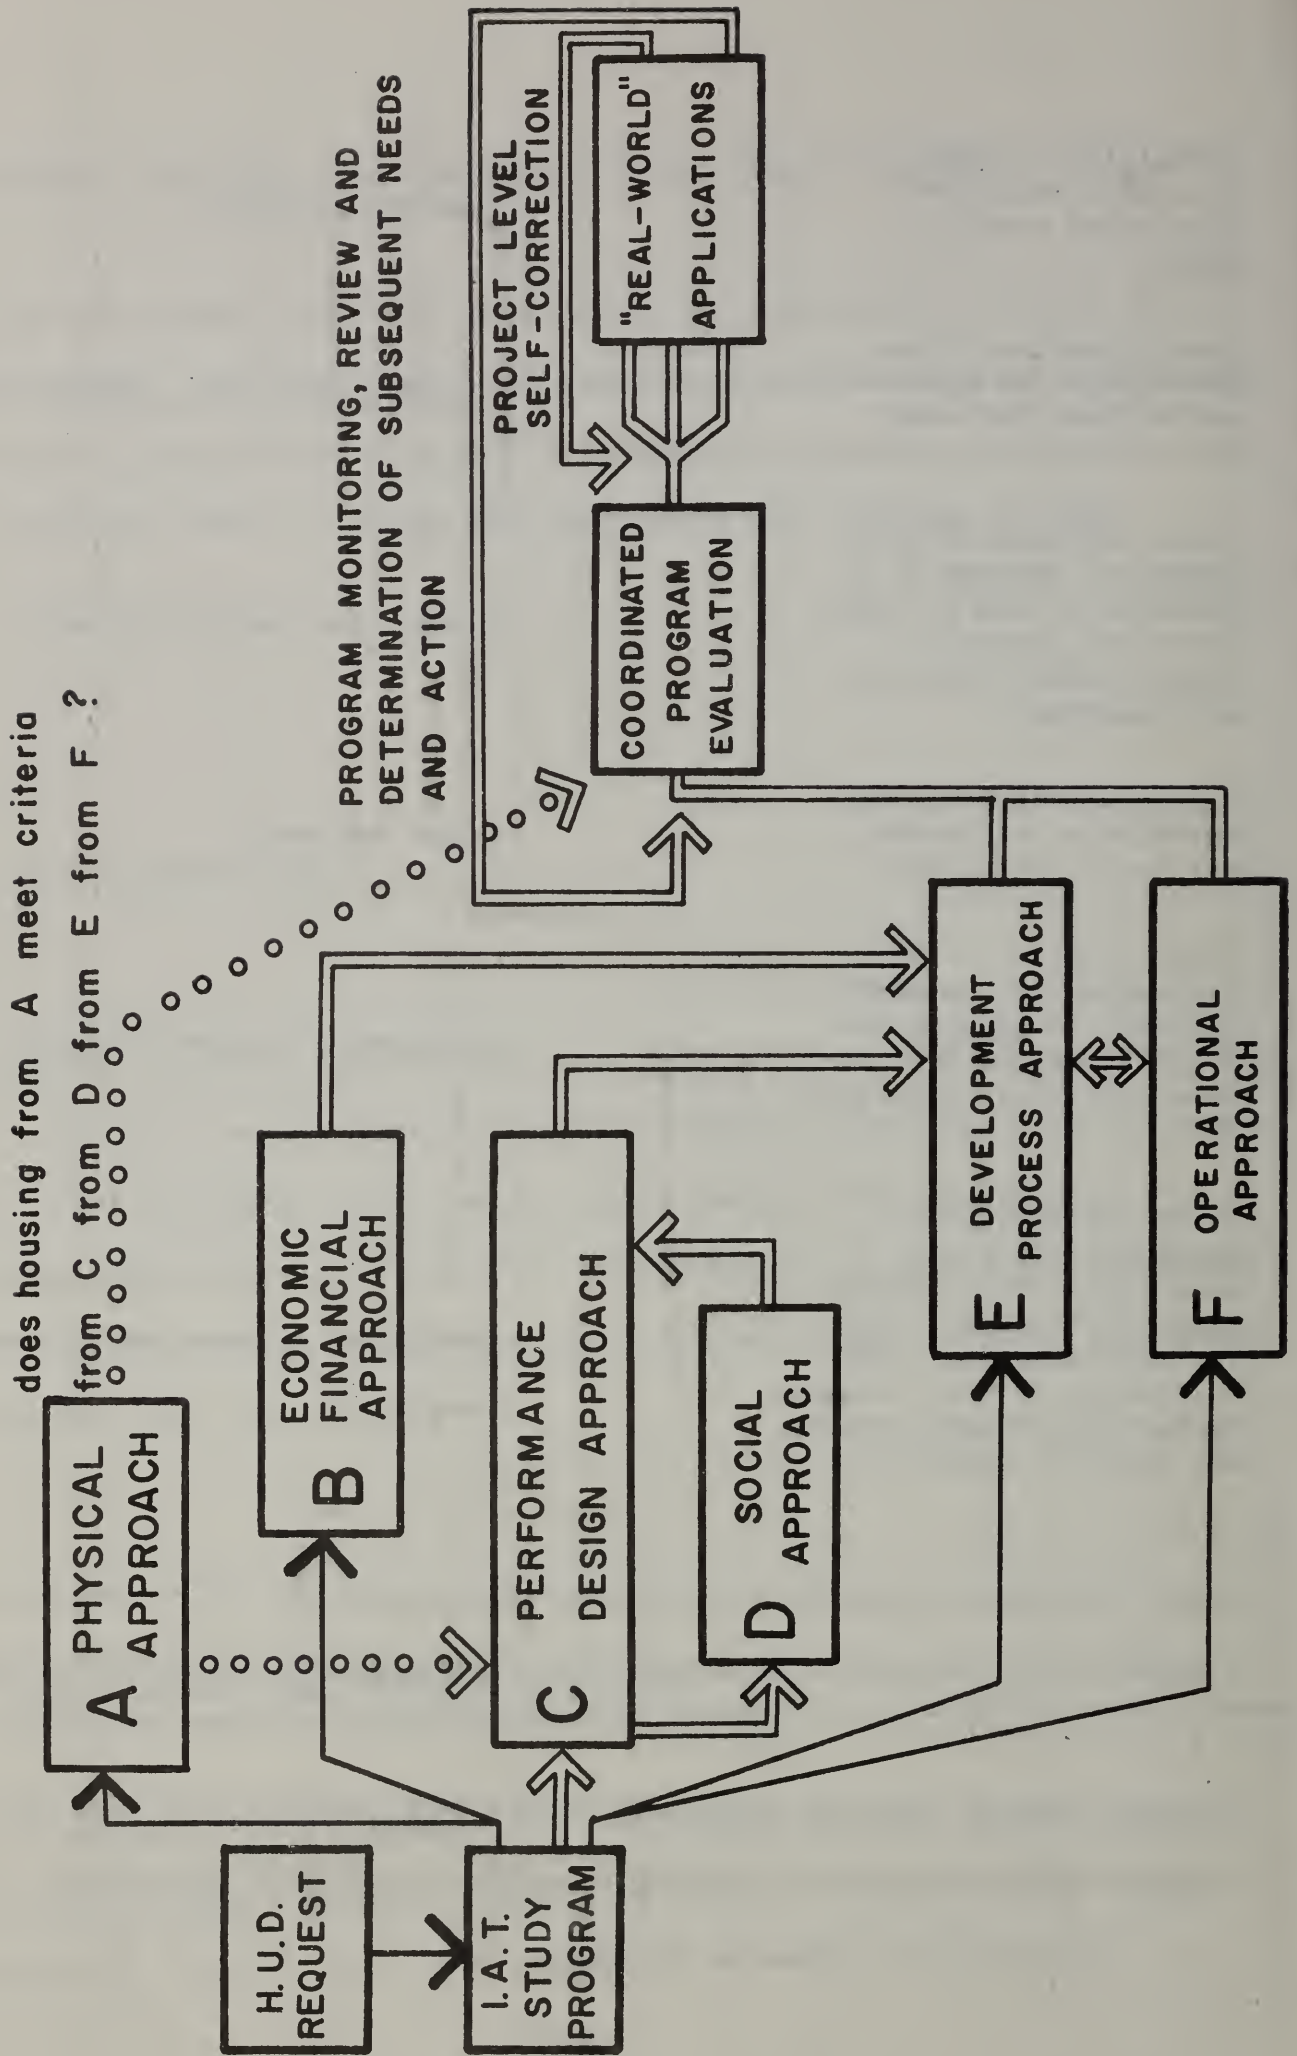 does housing from A meet criteria
from C from D from E from F ?
A PHYSICAL
APPROACH
H.U.D.
REQUEST
I.A.T.
STUDY
PROGRAM
B ECONOMIC
FINANCIAL
APPROACH
C PERFORMANCE
DESIGN APPROACH
D SOCIAL
APPROACH
E DEVELOPMENT
PROCESS APPROACH
F OPERATIONAL
APPROACH
PROGRAM MONITORING, REVIEW AND
DETERMINATION OF SUBSEQUENT NEEDS
AND ACTION
PROJECT LEVEL
SELF-CORRECTION
COORDINATED
PROGRAM
EVALUATION
"REAL-WORLD"
APPLICATIONS